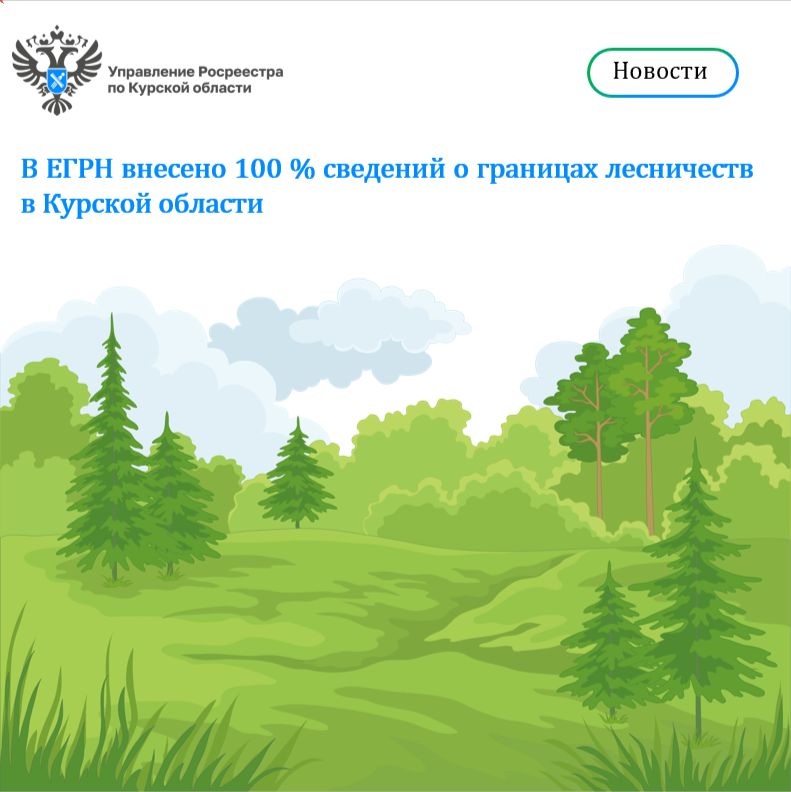 Управление Росреестра
по Курской области
Новости
В ЕГРН внесено 100 % сведений о границах лесничеств
в Курской области